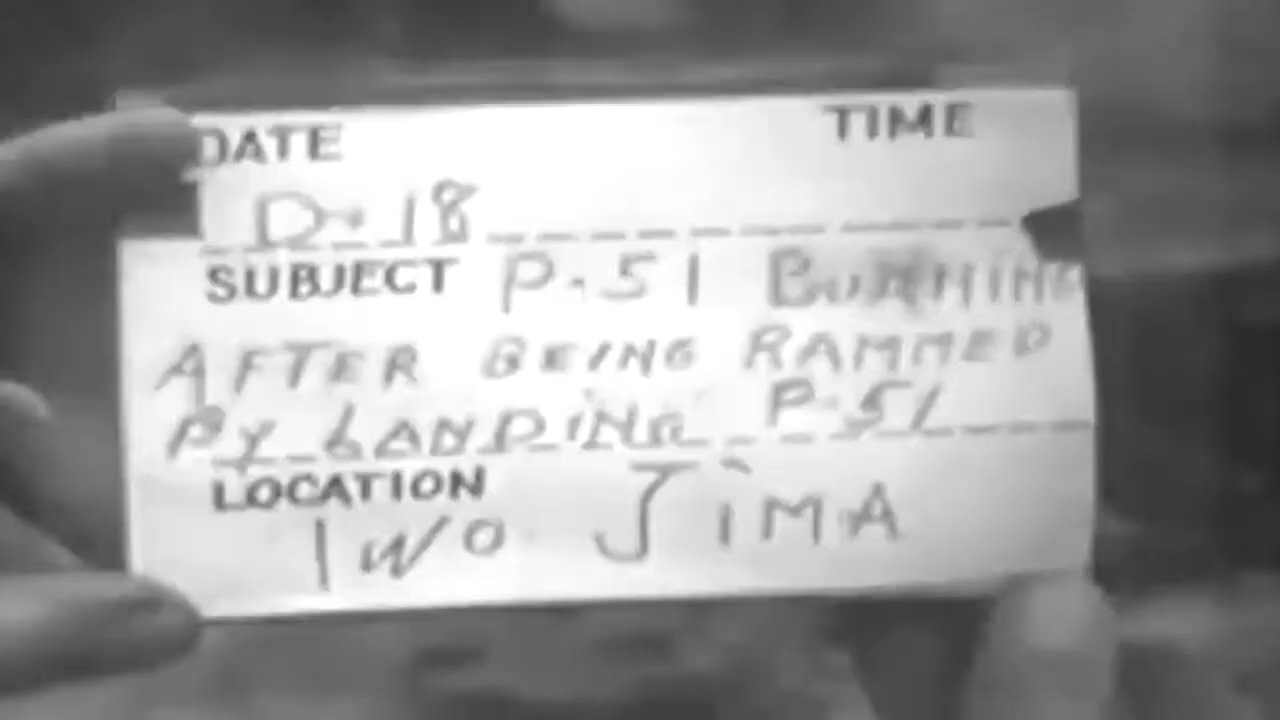 DATE TIME
D-18
SUBJECT P-51 BURNING
AFTER BEING RAMMED
BY LANDING P-51
LOCATION
IWO JIMA